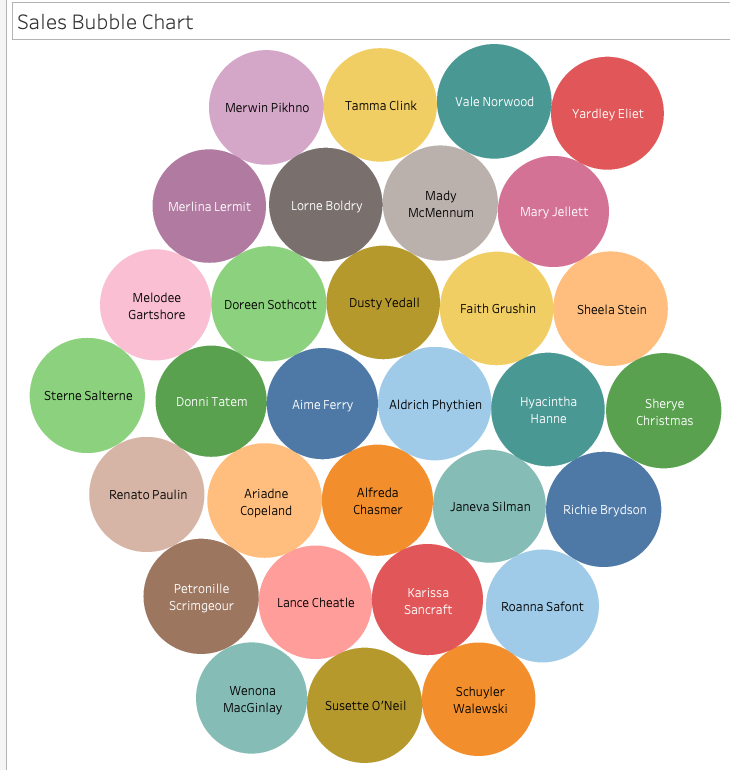 Sales Bubble Chart
Merwin Pikhno
Tamma Clink
Vale Norwood
Yardley Eliet
Merlina Lermit
Lorne Boldry
Mady
McMennum
Mary Jellett
Melodee
Gartshore
Doreen Sothcott
Dusty Yedall
Faith Grushin
Sheela Stein
Sterne Salterne
Donni Tatem
Aime Ferry
Aldrich Phythien
Hyacintha
Hanne
Sherye
Christmas
Renato Paulin
Ariadne
Copeland
Alfreda
Chasmer
Janeva Silman
Richie Brydson
Petronille
Scrimgeour
Lance Cheatle
Karissa
Sancraft
Roanna Safont
Wenona
MacGinlay
Susette O’Neil
Schuyler
Walewski